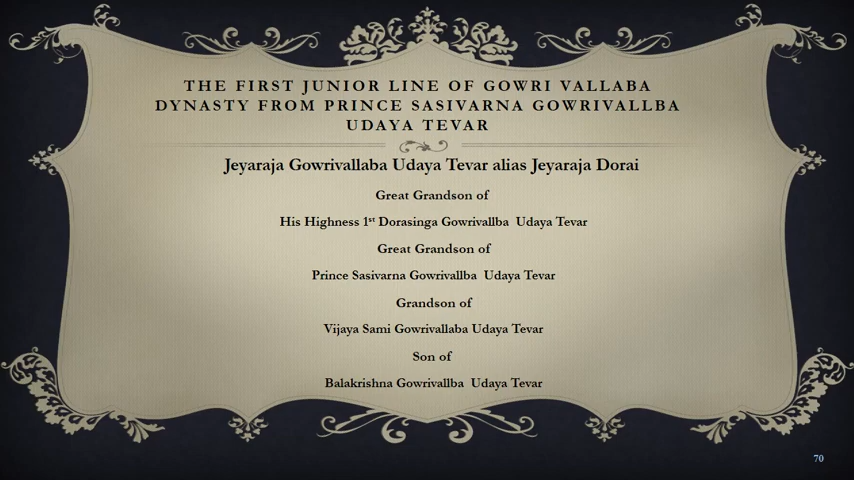 THE FIRST JUNIOR LINE OF GOWRI VALLABA
DYNASTY FROM PRINCE SASIVARNA GOWRIVALLBA
UDAYA TEVAR
Jeyaraja Gowrivallaba Udaya Tevar alias Jeyaraja Dorai
Great Grandson of
His Highness 1st Dorasinga Gowrivallba Udaya Tevar
Great Grandson of
Prince Sasivarna Gowrivallba Udaya Tevar
Grandson of
Vijaya Sami Gowrivallaba Udaya Tevar
Son of
Balakrishna Gowrivallba Udaya Tevar
70